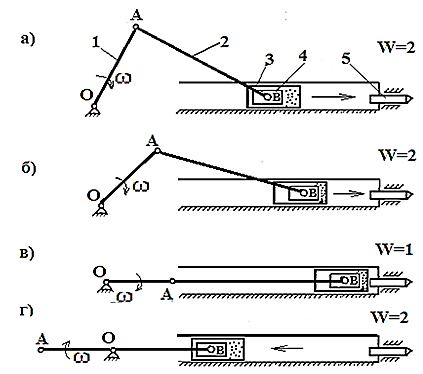 а) A W=2
1 2 3 4 5
ω O B
б) A W=2
O ω B
в) W=1
O ω A B
г) W=2
A ω O B